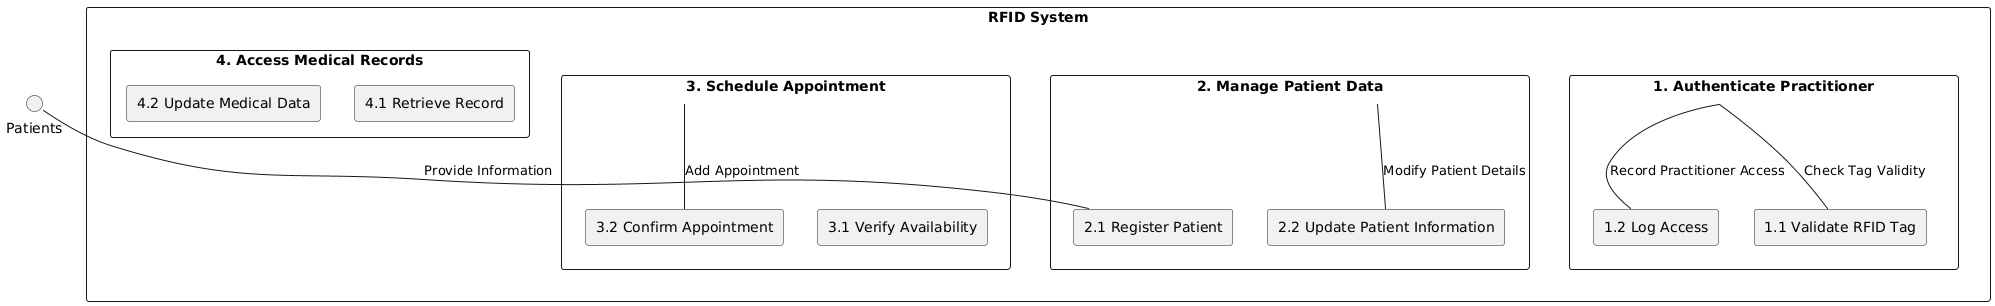 RFID System
4. Access Medical Records
4.2 Update Medical Data
4.1 Retrieve Record
3. Schedule Appointment
2. Manage Patient Data
1. Authenticate Practitioner
Patients
Provide Information
Add Appointment
Modify Patient Details
Record Practitioner Access
Check Tag Validity
3.2 Confirm Appointment
3.1 Verify Availability
2.1 Register Patient
2.2 Update Patient Information
1.2 Log Access
1.1 Validate RFID Tag